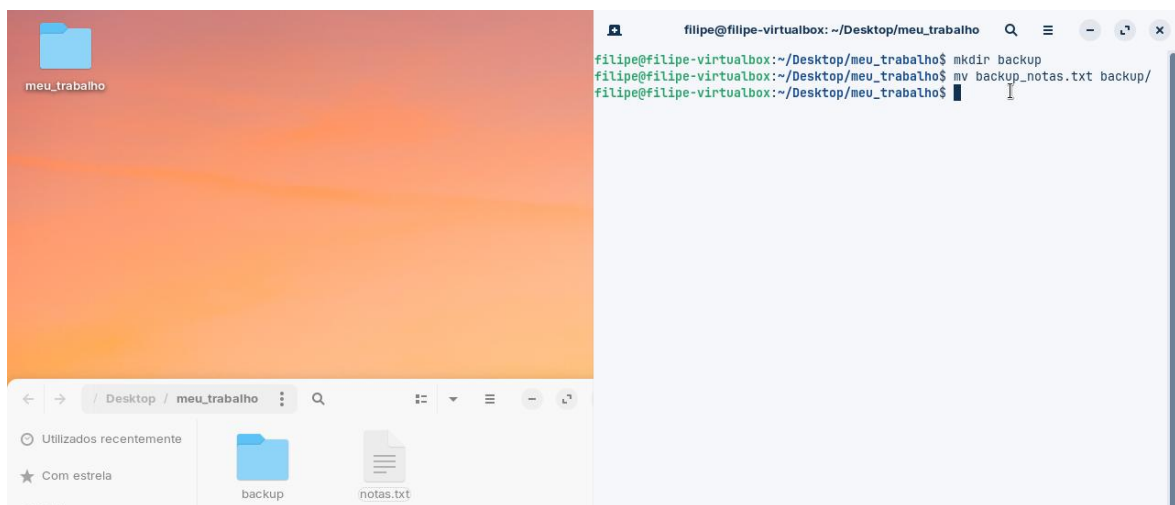 meu_trabalho
filipe@filipe-virtualbox: ~/Desktop/meu_trabalho
filipe@filipe-virtualbox:~/Desktop/meu_trabalho$ mkdir backup
filipe@filipe-virtualbox:~/Desktop/meu_trabalho$ mv backup_notas.txt backup/
filipe@filipe-virtualbox:~/Desktop/meu_trabalho$
/ Desktop / meu_trabalho
Utilizados recentemente
Com estrela
backup
notas.txt